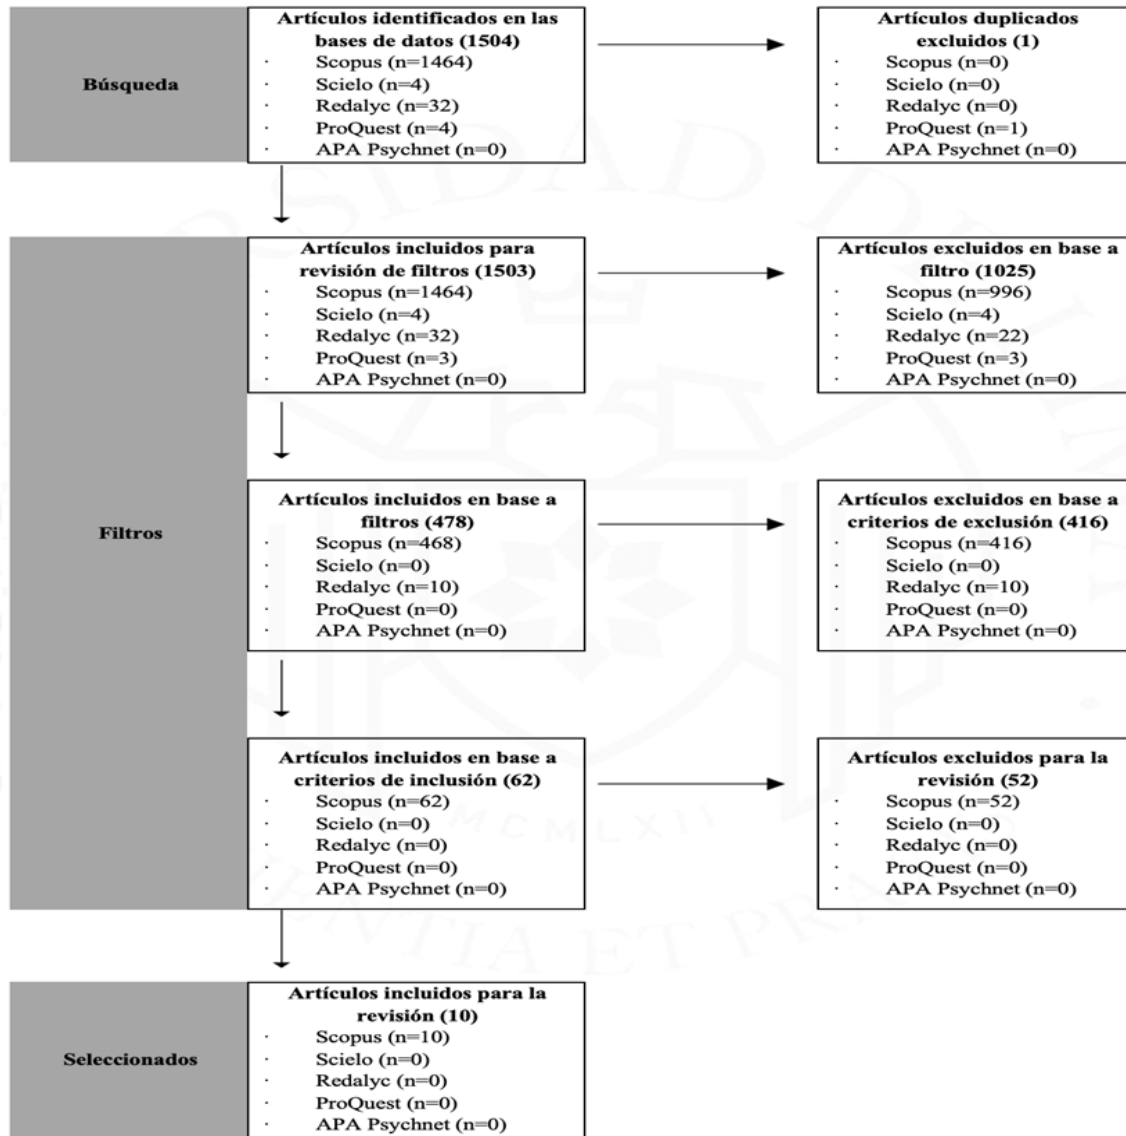 Búsqueda
Artículos identificados en las
bases de datos (1504)
· Scopus (n=1464)
· Scielo (n=4)
· Redalyc (n=32)
· ProQuest (n=4)
· APA Psychnet (n=0)
Artículos duplicados
excluidos (1)
· Scopus (n=0)
· Scielo (n=0)
· Redalyc (n=0)
· ProQuest (n=1)
· APA Psychnet (n=0)
Filtros
Artículos incluidos para
revisión de filtros (1503)
· Scopus (n=1464)
· Scielo (n=4)
· Redalyc (n=32)
· ProQuest (n=3)
· APA Psychnet (n=0)
Artículos excluidos en base a
filtro (1025)
· Scopus (n=996)
· Scielo (n=4)
· Redalyc (n=22)
· ProQuest (n=3)
· APA Psychnet (n=0)
Artículos incluidos en base a
filtros (478)
· Scopus (n=468)
· Scielo (n=0)
· Redalyc (n=10)
· ProQuest (n=0)
· APA Psychnet (n=0)
Artículos excluidos en base a
criterios de exclusión (416)
· Scopus (n=416)
· Scielo (n=0)
· Redalyc (n=10)
· ProQuest (n=0)
· APA Psychnet (n=0)
Artículos incluidos en base a
criterios de inclusión (62)
· Scopus (n=62)
· Scielo (n=0)
· Redalyc (n=0)
· ProQuest (n=0)
· APA Psychnet (n=0)
Artículos excluidos para la
revisión (52)
· Scopus (n=52)
· Scielo (n=0)
· Redalyc (n=0)
· ProQuest (n=0)
· APA Psychnet (n=0)
Seleccionados
Artículos incluidos para la
revisión (10)
· Scopus (n=10)
· Scielo (n=0)
· Redalyc (n=0)
· ProQuest (n=0)
· APA Psychnet (n=0)
MCMLXII
ET